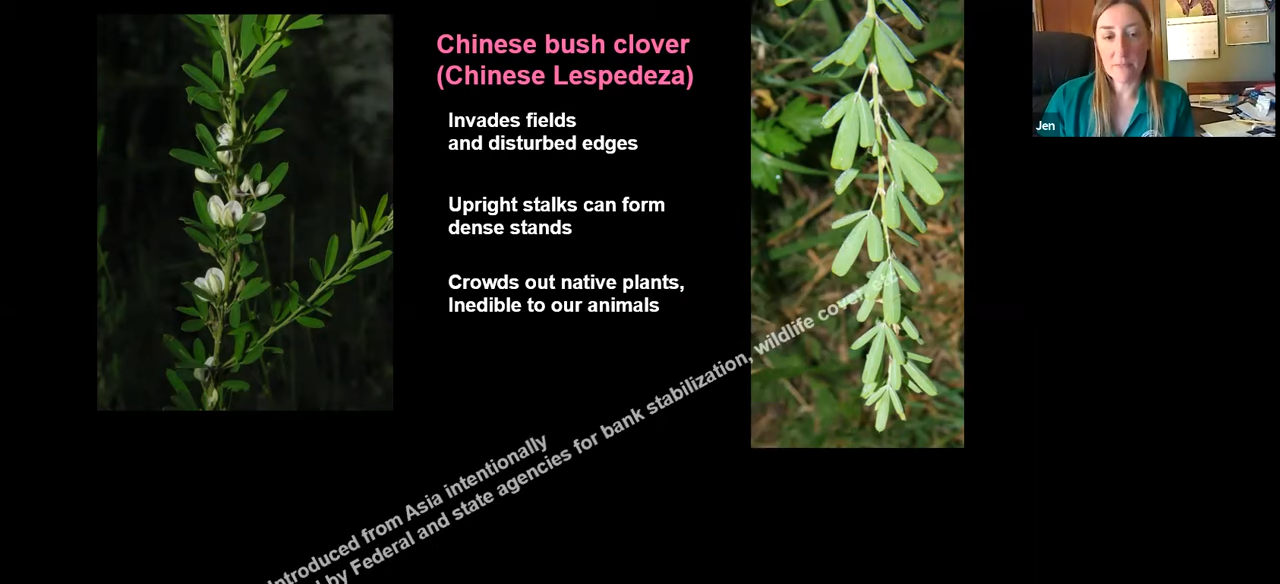 Chinese bush clover
(Chinese Lespedeza)
Invades fields
and disturbed edges
Upright stalks can form
dense stands
Crowds out native plants,
Inedible to our animals
Introduced from Asia intentionally
by Federal and state agencies for bank stabilization, wildlife cover, etc.
Jen